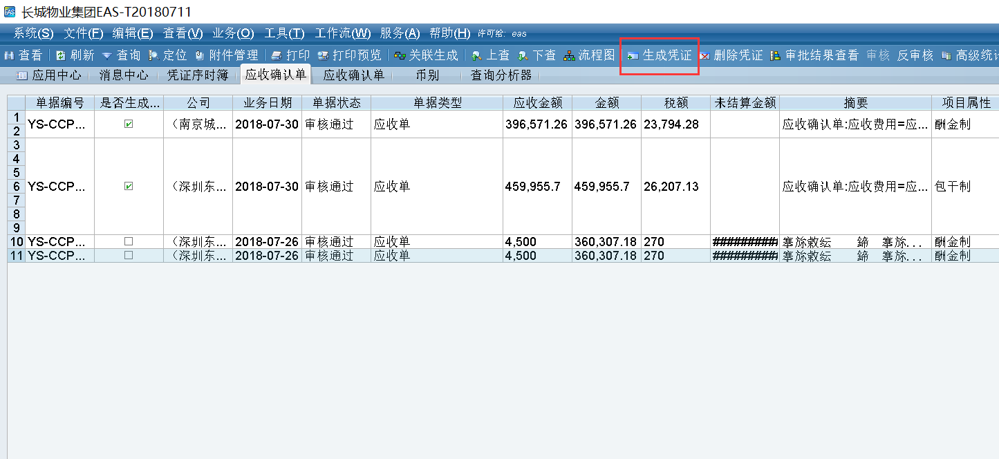 长城物业集团EAS-T20180711
系统(S) 文件(F) 编辑(E) 查看(V) 业务(O) 工具(T) 工作流(W) 服务(A) 帮助(H) 许可给: eas
查看 刷新 查询 定位 附件管理 打印 打印预览 关联生成 上查 下查 流程图 生成凭证 删除凭证 审批结果查看 审核 反审核 高级统计
应用中心 消息中心 凭证序时簿 应收确认单 应收确认单 币别 查询分析器
单据编号 是否生成... 公司 业务日期 单据状态 单据类型 应收金额 金额 税额 未结算金额 摘要 项目属性
1
YS-CCP... （南京城... 2018-07-30 审核通过 应收单 396,571.26 396,571.26 23,794.28 应收确认单:应收费用=应... 酬金制
2
3
4
5
6 YS-CCP... （深圳东... 2018-07-30 审核通过 应收单 459,955.7 459,955.7 26,207.13 应收确认单:应收费用=应... 包干制
7
8
9
10 YS-CCP... （深圳东... 2018-07-26 审核通过 应收单 4,500 360,307.18 270 ######### 酬金制
11 YS-CCP... （深圳东... 2018-07-26 审核通过 应收单 4,500 360,307.18 270 ######### 酬金制